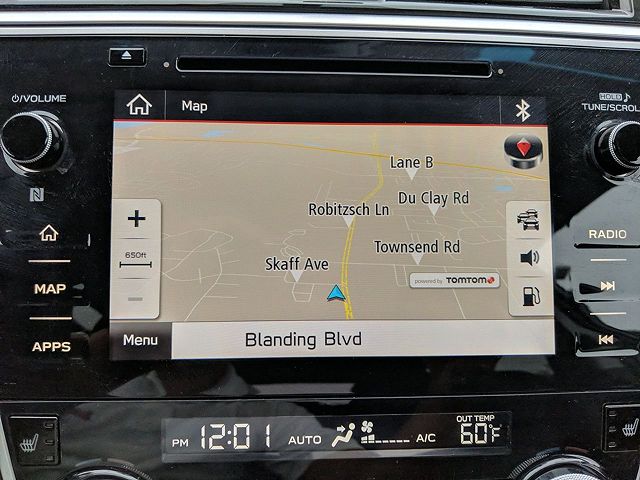 ⏻/VOLUME
HOLD ♪
TUNE/SCROLL
Map
Lane B
Du Clay Rd
Robitzsch Ln
Townsend Rd
Skaff Ave
+
650ft
−
powered by TOMTOM
Menu
Blanding Blvd
N
MAP
APPS
RADIO
PM 12:01 AUTO A/C OUT TEMP 60°F